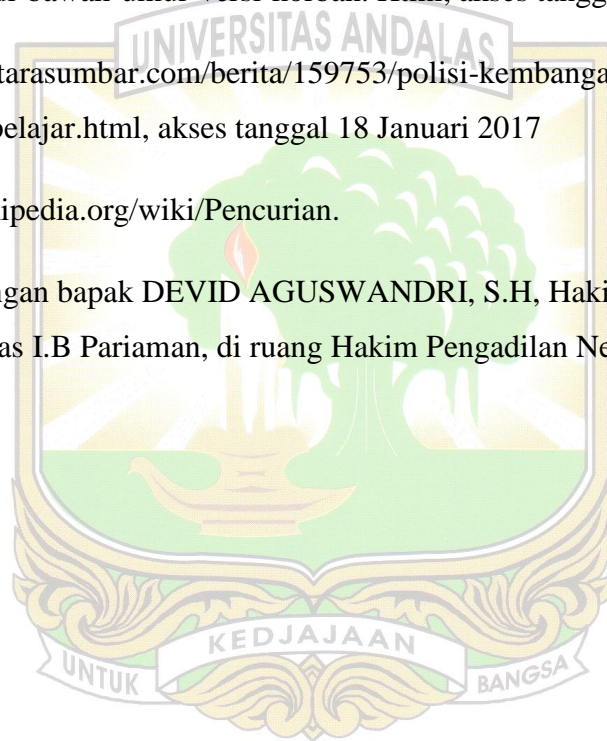 UNIVERSITAS ANDALAS
tarasumbar.com/berita/159753/polisi-kembanga
elajar.html, akses tanggal 18 Januari 2017
ipedia.org/wiki/Pencurian.
ngan bapak DEVID AGUSWANDRI, S.H, Haki
as I.B Pariaman, di ruang Hakim Pengadilan Ne
KEDJAJAAN
UNTUK BANGSA